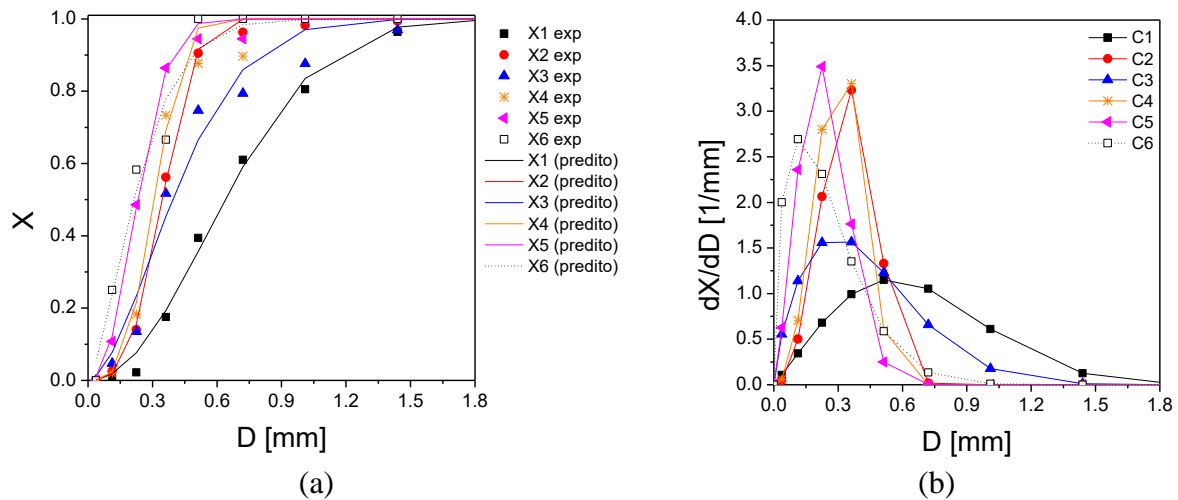 1.0
0.8
0.6
0.4
0.2
0.0
X
0.0
0.3
0.6
0.9
1.2
1.5
1.8
D [mm]
X1 exp
X2 exp
X3 exp
X4 exp
X5 exp
X6 exp
X1 (predito)
X2 (predito)
X3 (predito)
X4 (predito)
X5 (predito)
X6 (predito)
(a)
4.0
3.5
3.0
2.5
2.0
1.5
1.0
0.5
0.0
dX/dD [1/mm]
0.0
0.3
0.6
0.9
1.2
1.5
1.8
D [mm]
C1
C2
C3
C4
C5
C6
(b)